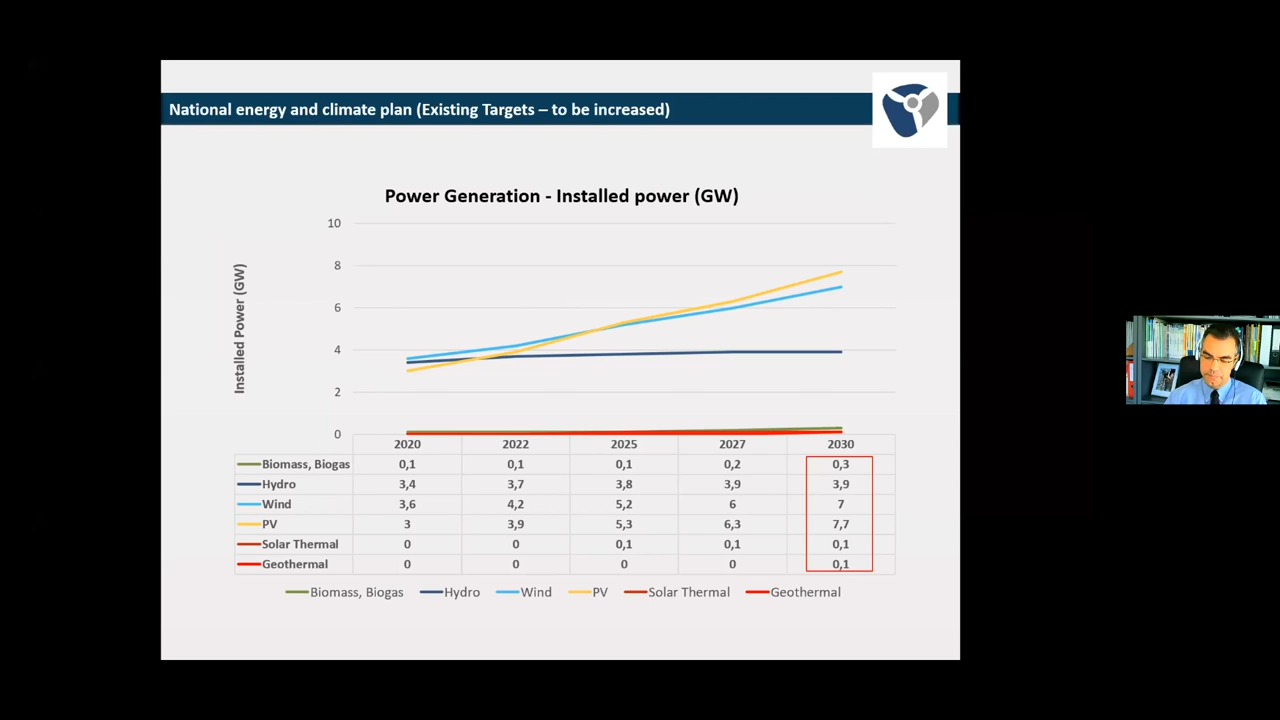 National energy and climate plan (Existing Targets – to be increased)
Power Generation - Installed power (GW)
Installed Power (GW)
10
8
6
4
2
0
2020 2022 2025 2027 2030
Biomass, Biogas 0,1 0,1 0,1 0,2 0,3
Hydro 3,4 3,7 3,8 3,9 3,9
Wind 3,6 4,2 5,2 6 7
PV 3 3,9 5,3 6,3 7,7
Solar Thermal 0 0 0,1 0,1 0,1
Geothermal 0 0 0 0 0,1
Biomass, Biogas Hydro Wind PV Solar Thermal Geothermal